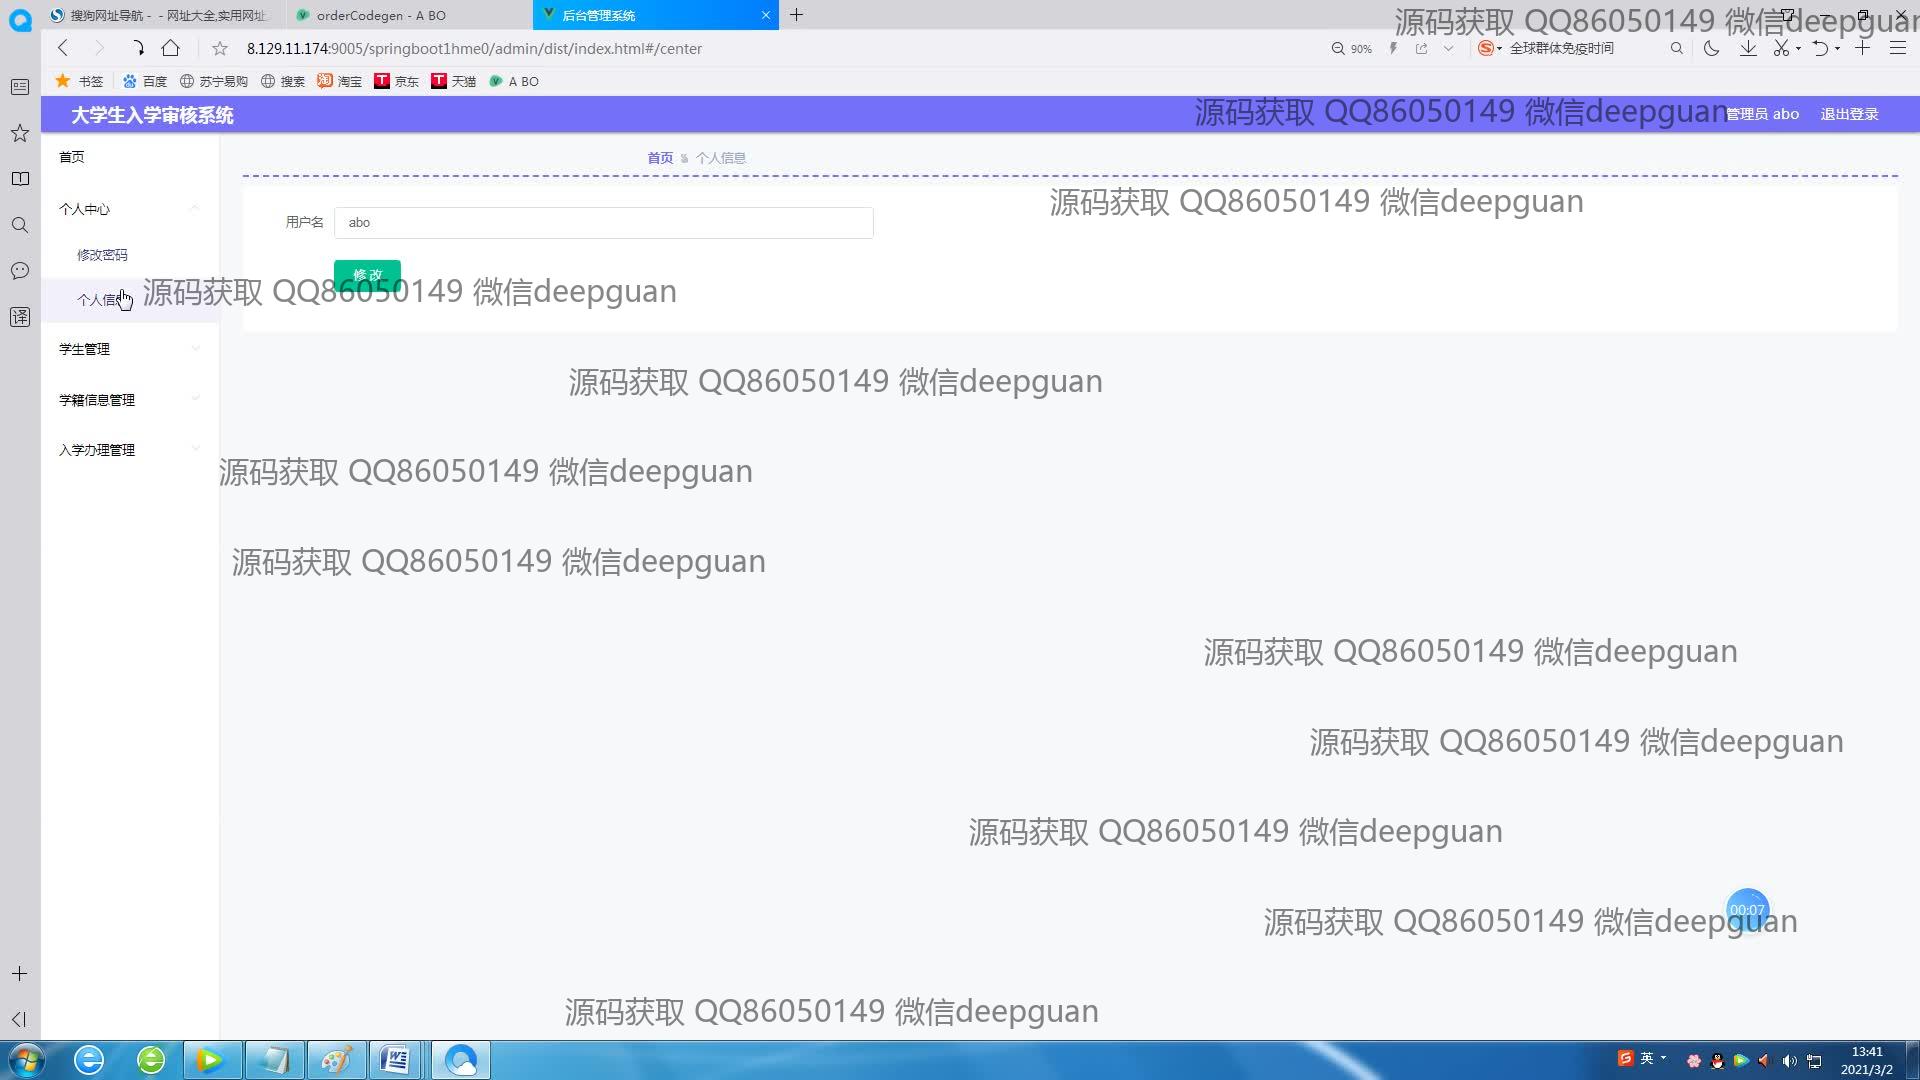 搜狗网址导航 - - 网址大全,实用网址
orderCodegen - A BO
后台管理系统
源码获取 QQ86050149 微信deepguan
8.129.11.174:9005/springboot1hme0/admin/dist/index.html#/center
90%
全球群体免疫时间
书签
百度
苏宁易购
搜索
淘宝
京东
天猫
A BO
大学生入学审核系统
源码获取 QQ86050149 微信deepguan
管理员 abo
退出登录
首页
首页
个人信息
个人中心
源码获取 QQ86050149 微信deepguan
用户名
abo
修改密码
修改
个人信息
源码获取 QQ86050149 微信deepguan
学生管理
源码获取 QQ86050149 微信deepguan
学籍信息管理
入学办理管理
源码获取 QQ86050149 微信deepguan
源码获取 QQ86050149 微信deepguan
源码获取 QQ86050149 微信deepguan
源码获取 QQ86050149 微信deepguan
源码获取 QQ86050149 微信deepguan
00:07
源码获取 QQ86050149 微信deepguan
源码获取 QQ86050149 微信deepguan
译
英
13:41
2021/3/2